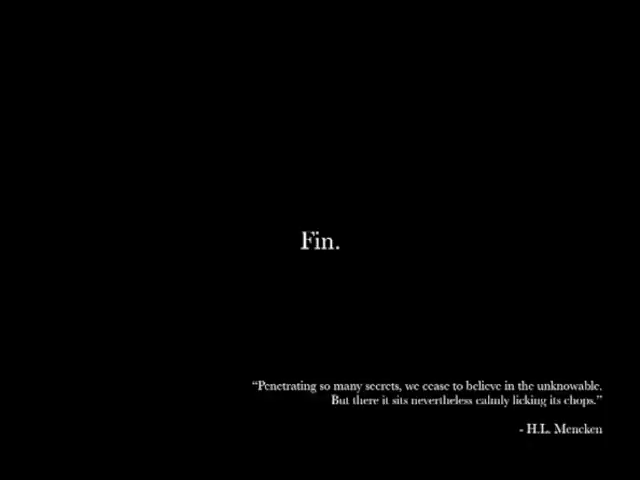 Fin.
“Penetrating so many secrets, we cease to believe in the unknowable.
But there it sits nevertheless calmly licking its chops.”
- H.L. Mencken